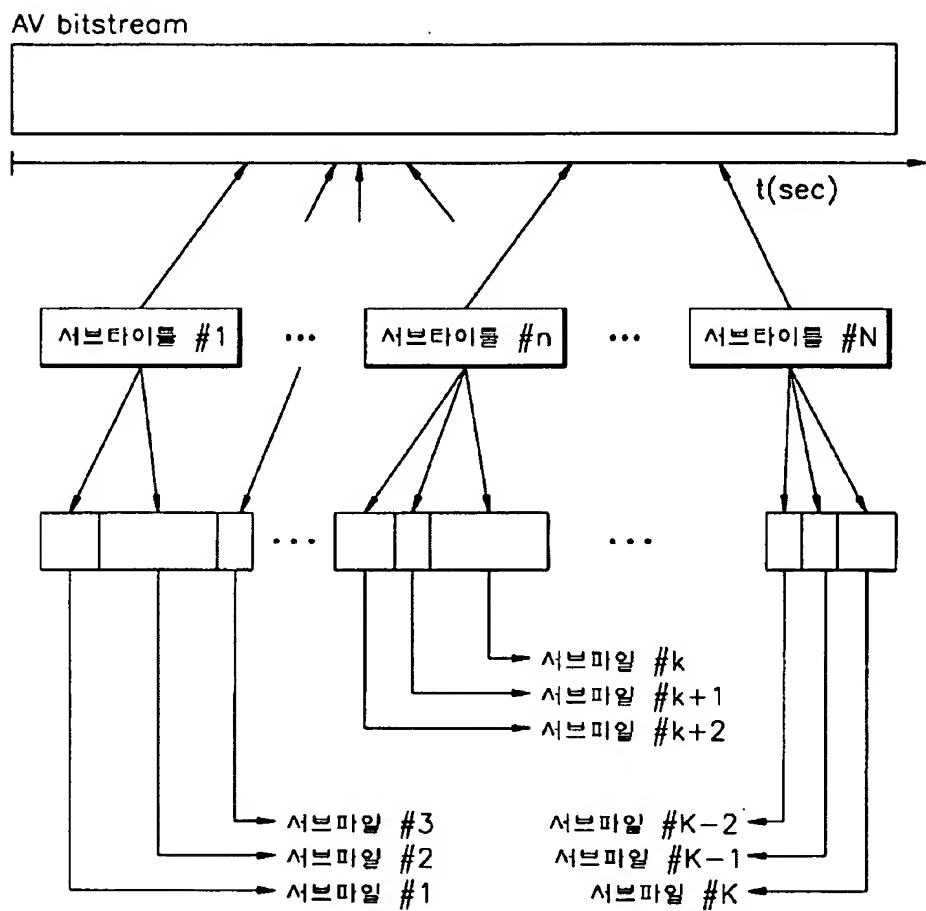 AV bitstream
t(sec)
서브타이틀 #1 ... 서브타이틀 #n ... 서브타이틀 #N
... ... ...
서브파일 #k
서브파일 #k+1
서브파일 #k+2
서브파일 #3 서브파일 #K-2
서브파일 #2 서브파일 #K-1
서브파일 #1 서브파일 #K